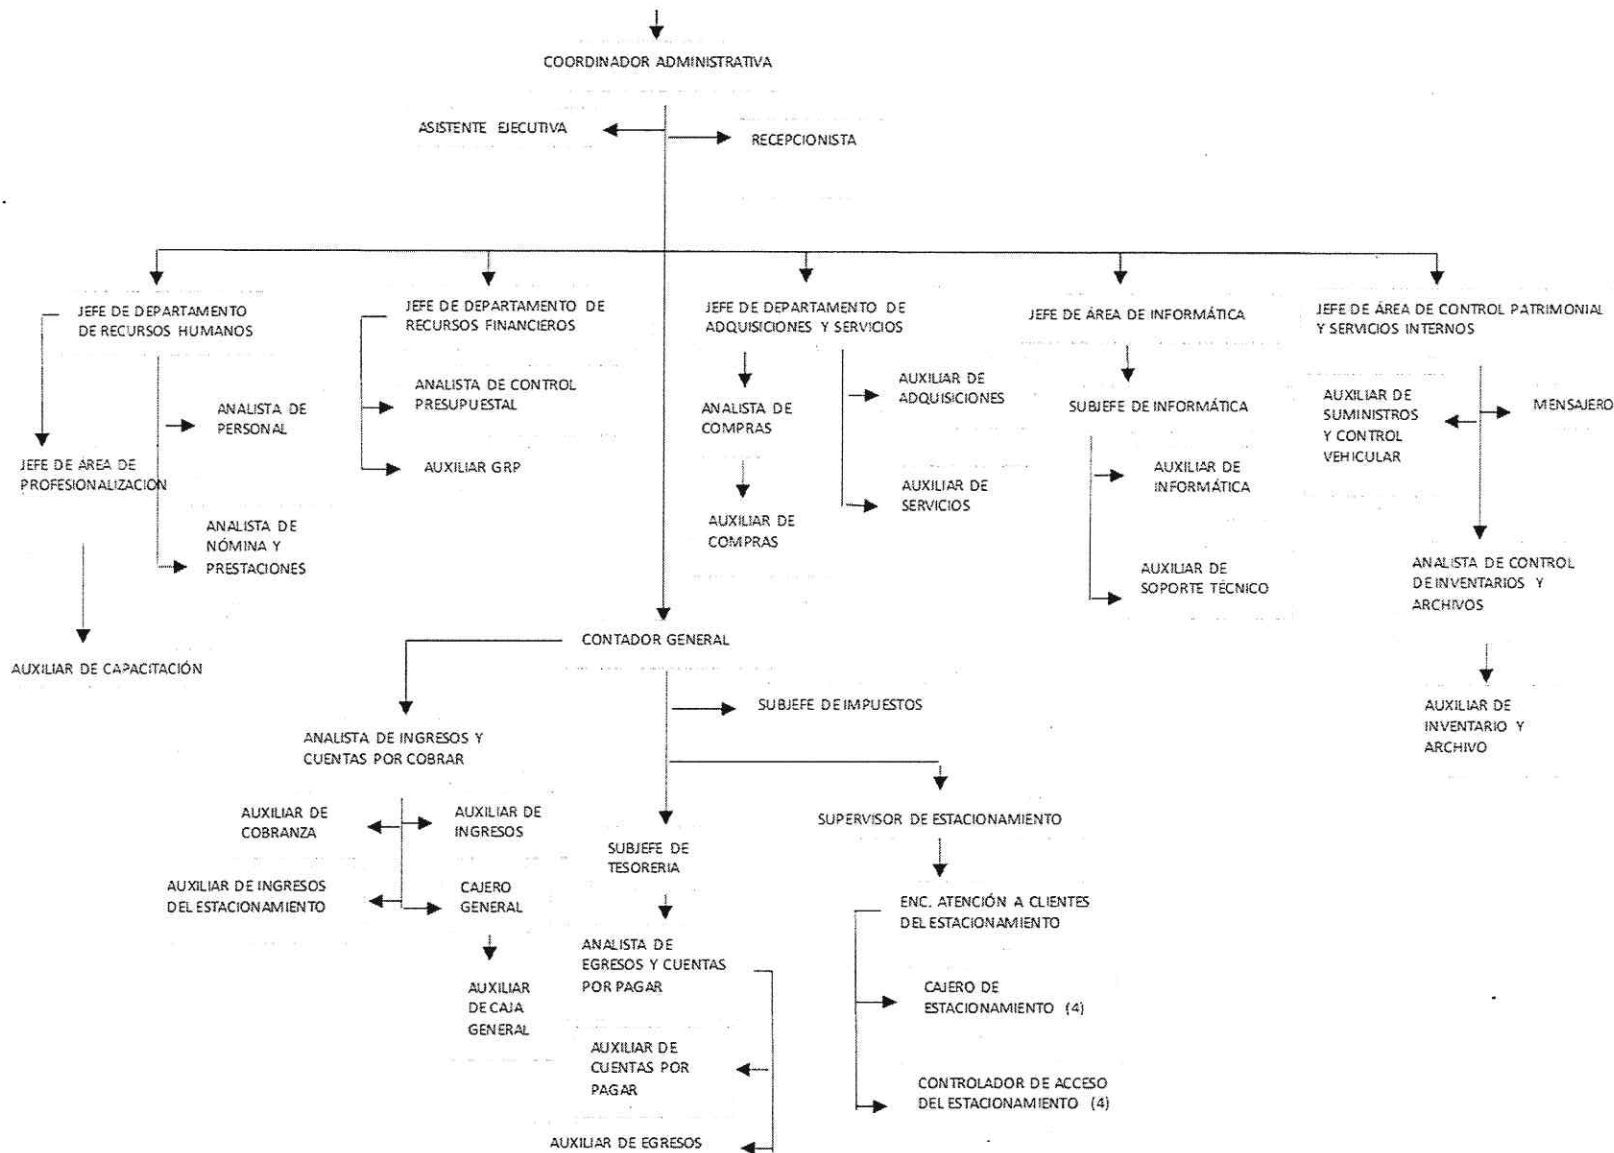 COORDINADOR ADMINISTRATIVA
ASISTENTE EJECUTIVA
RECEPCIONISTA
JEFE DE DEPARTAMENTO
DE RECURSOS HUMANOS
JEFE DE DEPARTAMENTO DE
RECURSOS FINANCIEROS
JEFE DE DEPARTAMENTO DE
ADQUISICIONES Y SERVICIOS
JEFE DE ÁREA DE INFORMÁTICA
JEFE DE ÁREA DE CONTROL PATRIMONIAL
Y SERVICIOS INTERNOS
ANALISTA DE
PERSONAL
JEFE DE ÁREA DE
PROFESIONALIZACIÓN
ANALISTA DE
NÓMINA Y
PRESTACIONES
AUXILIAR DE CAPACITACIÓN
ANALISTA DE CONTROL
PRESUPUESTAL
AUXILIAR GRP
ANALISTA DE
COMPRAS
AUXILIAR DE
COMPRAS
AUXILIAR DE
ADQUISICIONES
AUXILIAR DE
SERVICIOS
SUBJEFE DE INFORMÁTICA
AUXILIAR DE
INFORMÁTICA
AUXILIAR DE
SOPORTE TÉCNICO
AUXILIAR DE
SUMINISTROS
Y CONTROL
VEHICULAR
MENSAJERO
ANALISTA DE CONTROL
DE INVENTARIOS Y
ARCHIVOS
AUXILIAR DE
INVENTARIO Y
ARCHIVO
CONTADOR GENERAL
SUBJEFE DE IMPUESTOS
ANALISTA DE INGRESOS Y
CUENTAS POR COBRAR
AUXILIAR DE
COBRANZA
AUXILIAR DE
INGRESOS
AUXILIAR DE INGRESOS
DEL ESTACIONAMIENTO
CAJERO
GENERAL
AUXILIAR
DE CAJA
GENERAL
SUBJEFE DE
TESORERIA
ANALISTA DE
EGRESOS Y CUENTAS
POR PAGAR
AUXILIAR DE
CUENTAS POR
PAGAR
AUXILIAR DE EGRESOS
SUPERVISOR DE ESTACIONAMIENTO
ENC. ATENCIÓN A CLIENTES
DEL ESTACIONAMIENTO
CAJERO DE
ESTACIONAMIENTO (4)
CONTROLADOR DE ACCESO
DEL ESTACIONAMIENTO (4)